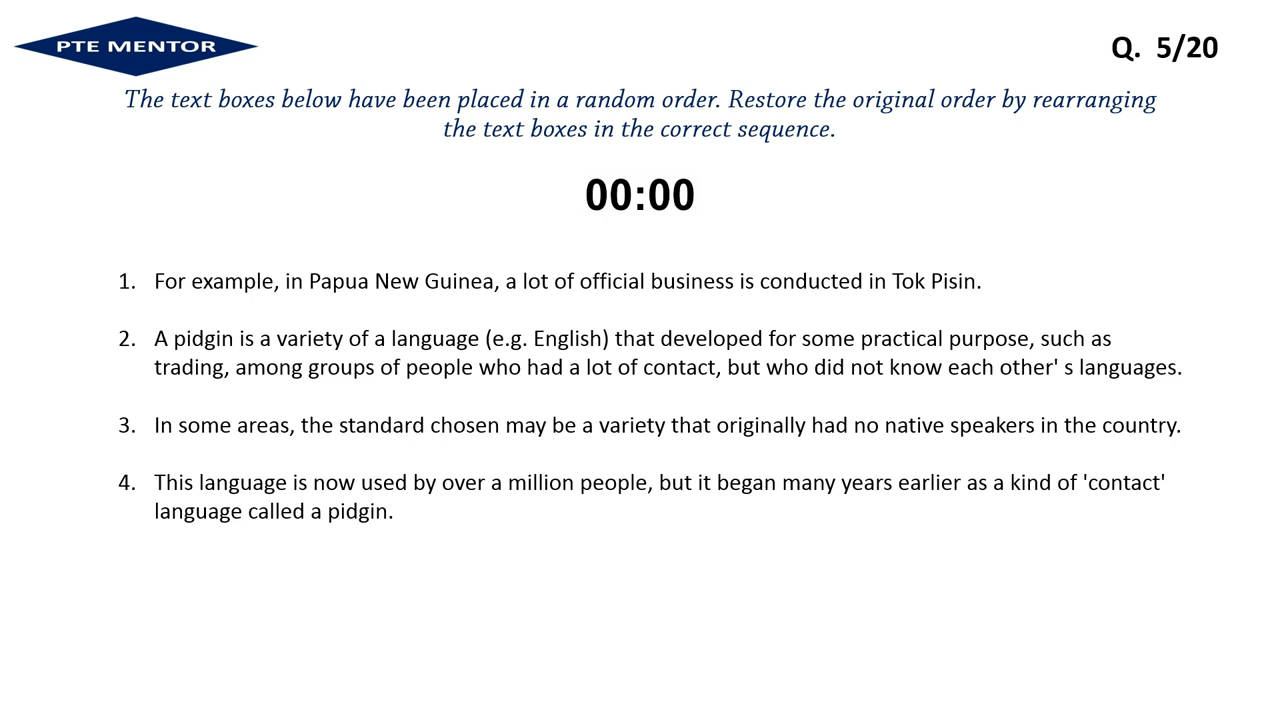 PTE MENTOR
Q. 5/20
The text boxes below have been placed in a random order. Restore the original order by rearranging
the text boxes in the correct sequence.
00:00
1. For example, in Papua New Guinea, a lot of official business is conducted in Tok Pisin.
2. A pidgin is a variety of a language (e.g. English) that developed for some practical purpose, such as
trading, among groups of people who had a lot of contact, but who did not know each other' s languages.
3. In some areas, the standard chosen may be a variety that originally had no native speakers in the country.
4. This language is now used by over a million people, but it began many years earlier as a kind of 'contact'
language called a pidgin.